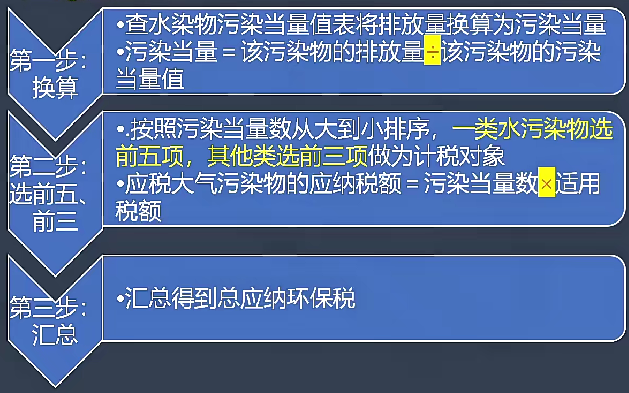 第一步：
换算
•查水染物污染当量值表将排放量换算为污染当量
•污染当量＝该污染物的排放量÷该污染物的污染
当量值
第二步：
选前五、
前三
•.按照污染当量数从大到小排序，一类水污染物选
前五项，其他类选前三项做为计税对象
•应税大气污染物的应纳税额＝污染当量数×适用
税额
第三步：
汇总
•汇总得到总应纳环保税